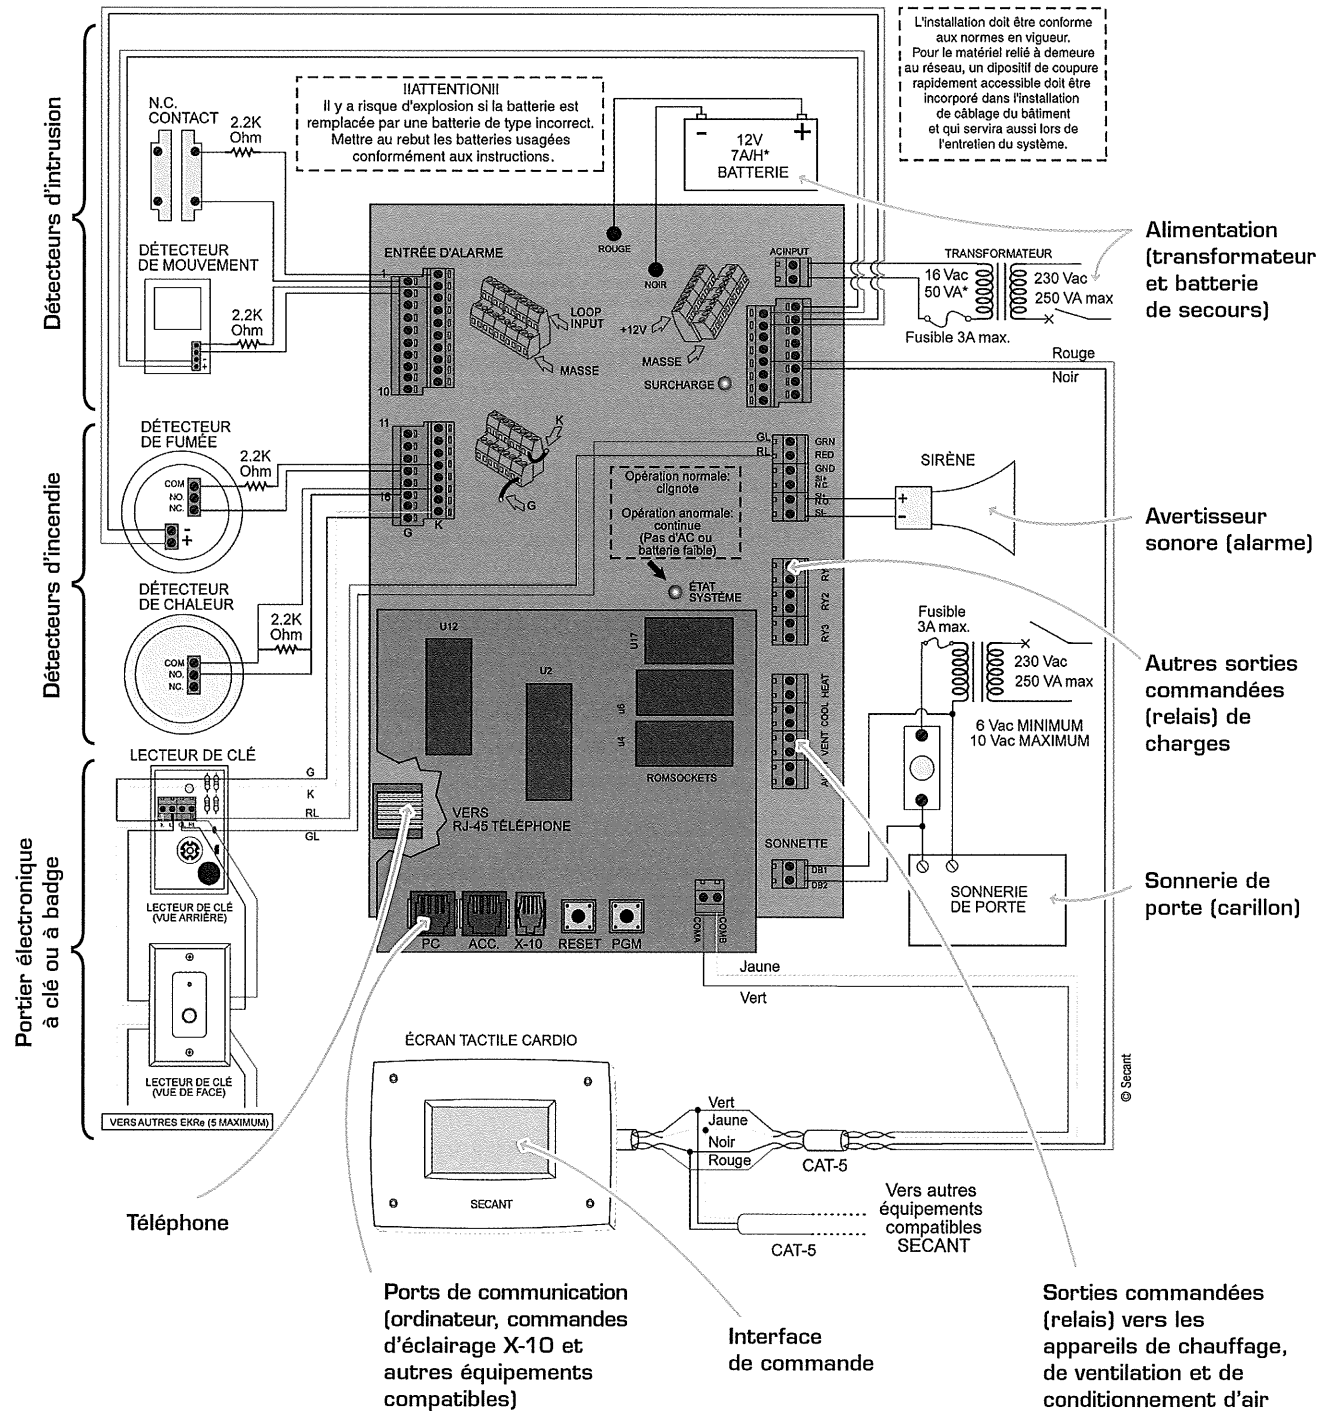 L'installation doit être conforme
aux normes en vigueur.
Pour le matériel relié à demeure
au réseau, un dipositif de coupure
rapidement accessible doit être
incorporé dans l'installation
de câblage du bâtiment
et qui servira aussi lors de
l'entretien du système.
!!ATTENTION!!
Il y a risque d'explosion si la batterie est
remplacée par une batterie de type incorrect.
Mettre au rebut les batteries usagées
conformément aux instructions.
Détecteurs d'intrusion
N.C.
CONTACT
2.2K
Ohm
- +
12V
7A/H*
BATTERIE
DÉTECTEUR
DE MOUVEMENT
2.2K
Ohm
-
+
ENTRÉE D'ALARME
1
10
LOOP
INPUT
MASSE
ROUGE
NOIR
+12V
MASSE
SURCHARGE
ACINPUT
TRANSFORMATEUR
16 Vac
50 VA*
230 Vac
250 VA max
Fusible 3A max.
Rouge
Noir
Alimentation
(transformateur
et batterie
de secours)
Détecteurs d'incendie
DÉTECTEUR
DE FUMÉE
2.2K
Ohm
COM
NO.
NC.
-
+
11
16
G
K
K
G
GL
RL
GRN
RED
GND
SI+
N.C.
SI+
N.O.
SI-
SIRÈNE
+
-
Avertisseur
sonore (alarme)
Opération normale:
clignote
Opération anormale:
continue
(Pas d'AC ou
batterie faible)
ÉTAT
SYSTÈME
RY
RY2
RY3
DÉTECTEUR
DE CHALEUR
2.2K
Ohm
COM
NO.
NC.
U12
U2
U17
u6
u4
ROMSOCKETS
HEAT
COOL
VENT
Fusible
3A max.
230 Vac
250 VA max
6 Vac MINIMUM
10 Vac MAXIMUM
Autres sorties
commandées
(relais) de
charges
Portier électronique
à clé ou à badge
LECTEUR DE CLÉ
G
K
RL
GL
LECTEUR DE CLÉ
(VUE ARRIÈRE)
VERS
RJ-45 TÉLÉPHONE
SONNETTE
DB1
DB2
SONNERIE
DE PORTE
Sonnerie de
porte (carillon)
PC
ACC.
X-10
RESET
PGM
COMA
COMB
Jaune
Vert
LECTEUR DE CLÉ
(VUE DE FACE)
VERS AUTRES EKRe (5 MAXIMUM)
ÉCRAN TACTILE CARDIO
SECANT
Vert
Jaune
Noir
Rouge
CAT-5
CAT-5
Vers autres
équipements
compatibles
SECANT
© Secant
Téléphone
Ports de communication
(ordinateur, commandes
d'éclairage X-10 et
autres équipements
compatibles)
Interface
de commande
Sorties commandées
(relais) vers les
appareils de chauffage,
de ventilation et de
conditionnement d'air